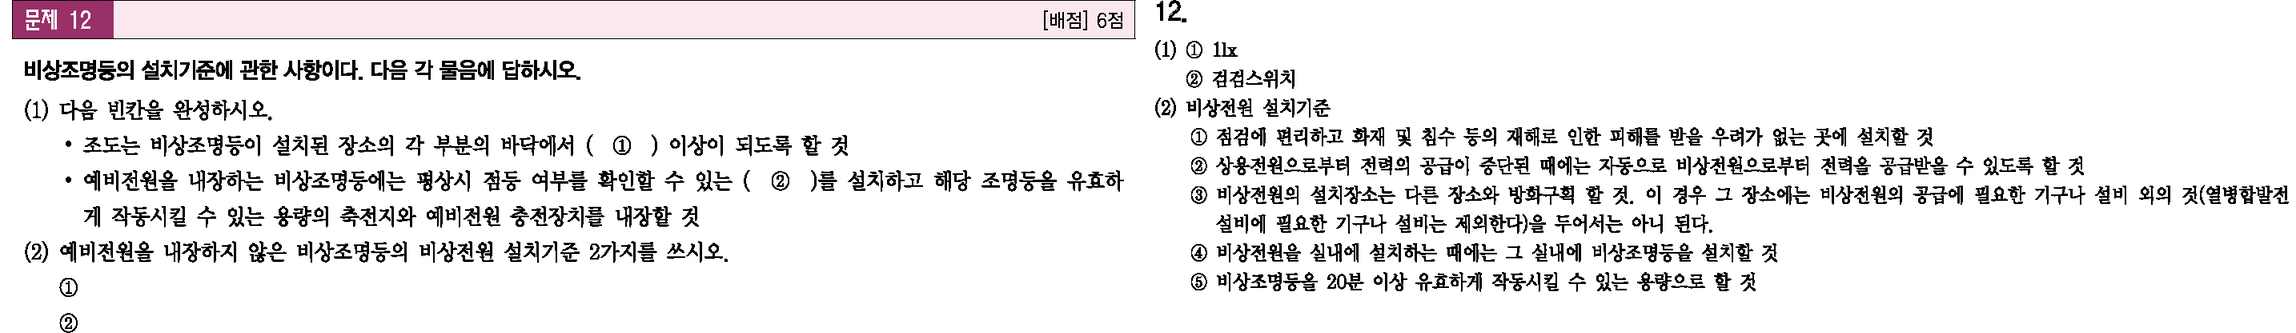 문제 12 [배점] 6점
비상조명등의 설치기준에 관한 사항이다. 다음 각 물음에 답하시오.
(1) 다음 빈칸을 완성하시오.
• 조도는 비상조명등이 설치된 장소의 각 부분의 바닥에서 ( ① ) 이상이 되도록 할 것
• 예비전원을 내장하는 비상조명등에는 평상시 점등 여부를 확인할 수 있는 ( ② )를 설치하고 해당 조명등을 유효하
게 작동시킬 수 있는 용량의 축전지와 예비전원 충전장치를 내장할 것
(2) 예비전원을 내장하지 않은 비상조명등의 비상전원 설치기준 2가지를 쓰시오.
①
②
12.
(1) ① 1lx
② 점검스위치
(2) 비상전원 설치기준
① 점검에 편리하고 화재 및 침수 등의 재해로 인한 피해를 받을 우려가 없는 곳에 설치할 것
② 상용전원으로부터 전력의 공급이 중단된 때에는 자동으로 비상전원으로부터 전력을 공급받을 수 있도록 할 것
③ 비상전원의 설치장소는 다른 장소와 방화구획 할 것. 이 경우 그 장소에는 비상전원의 공급에 필요한 기구나 설비 외의 것(열병합발전
설비에 필요한 기구나 설비는 제외한다)을 두어서는 아니 된다.
④ 비상전원을 실내에 설치하는 때에는 그 실내에 비상조명등을 설치할 것
⑤ 비상조명등을 20분 이상 유효하게 작동시킬 수 있는 용량으로 할 것